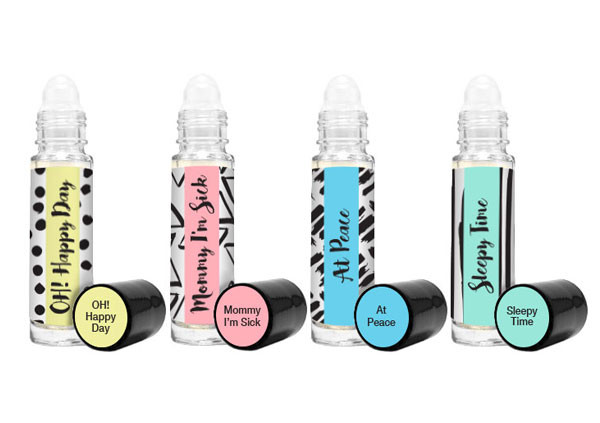 OH! Happy Day
OH!
Happy
Day
Mommy I'm Sick
Mommy
I'm Sick
At Peace
At
Peace
Sleepy Time
Sleepy
Time